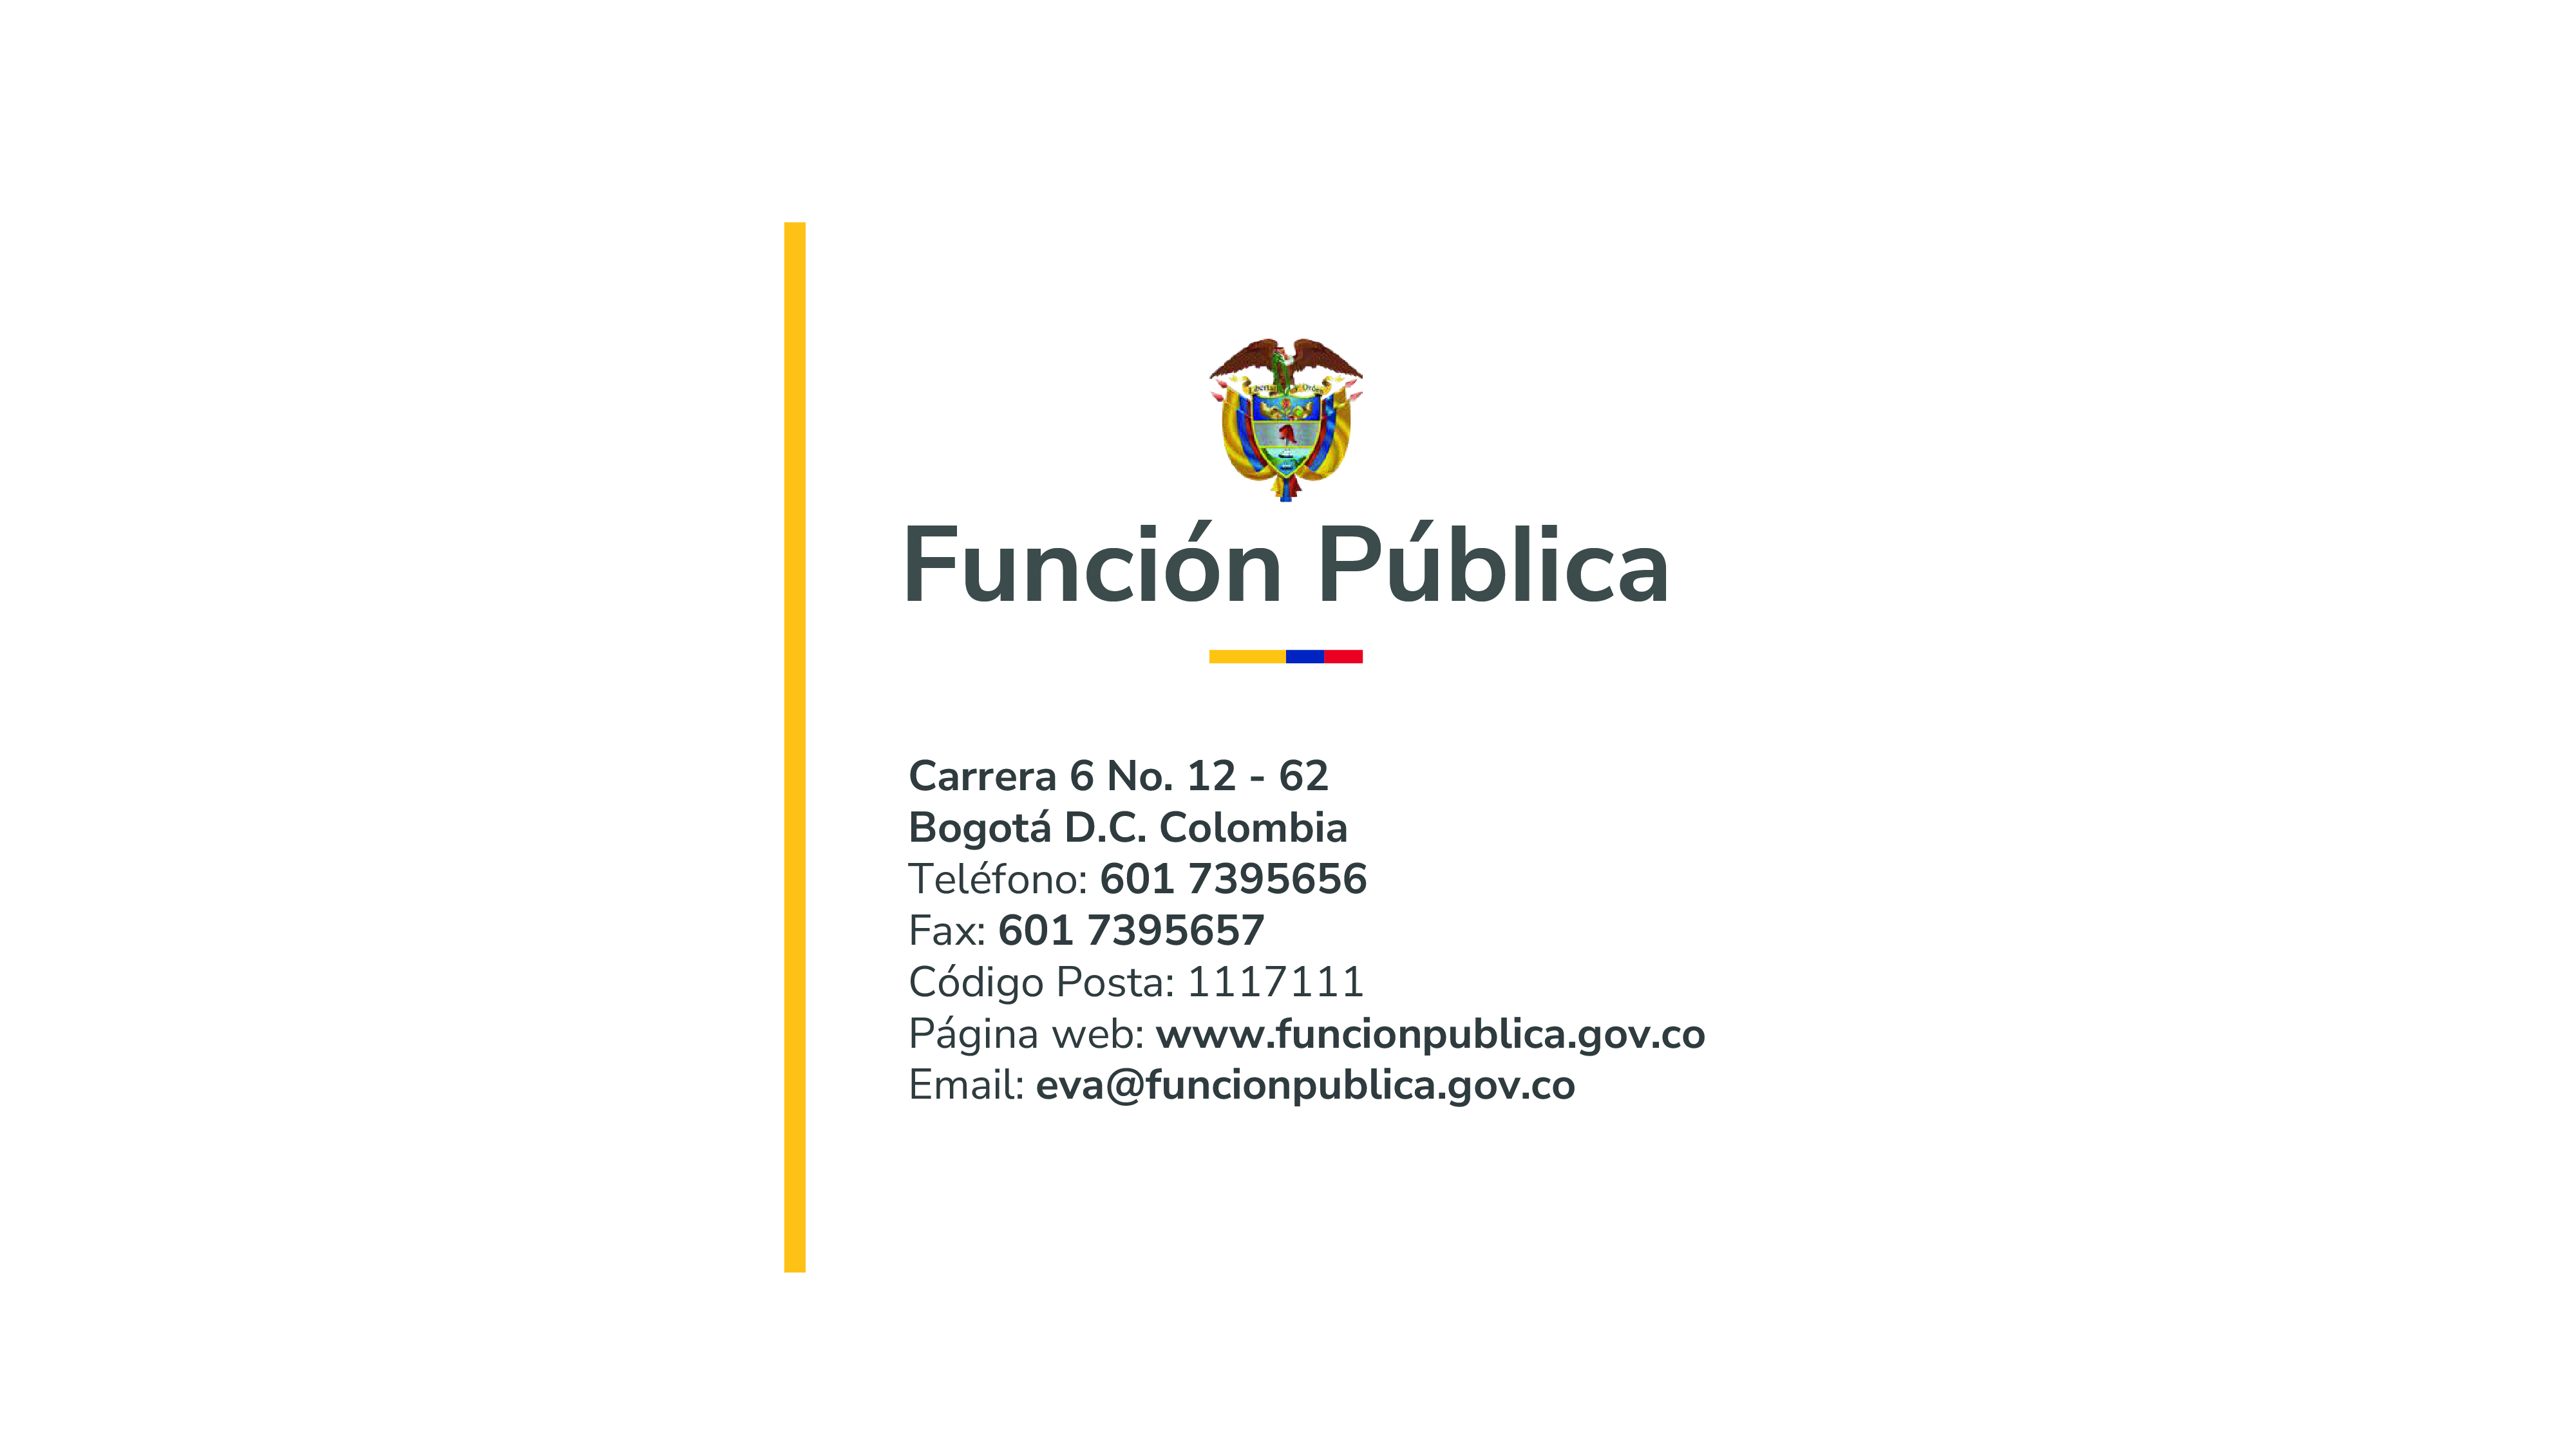 Función Pública
Carrera 6 No. 12 - 62
Bogotá D.C. Colombia
Teléfono: 601 7395656
Fax: 601 7395657
Código Posta: 1117111
Página web: www.funcionpublica.gov.co
Email: eva@funcionpublica.gov.co